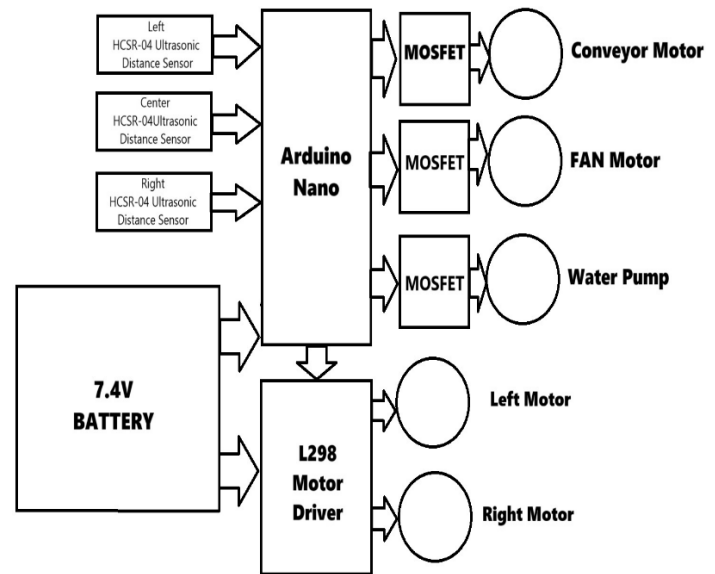 Left
HCSR-04 Ultrasonic
Distance Sensor
Center
HCSR-04Ultrasonic
Distance Sensor
Right
HCSR-04 Ultrasonic
Distance Sensor
Arduino
Nano
MOSFET
Conveyor Motor
MOSFET
FAN Motor
MOSFET
Water Pump
7.4V
BATTERY
L298
Motor
Driver
Left Motor
Right Motor